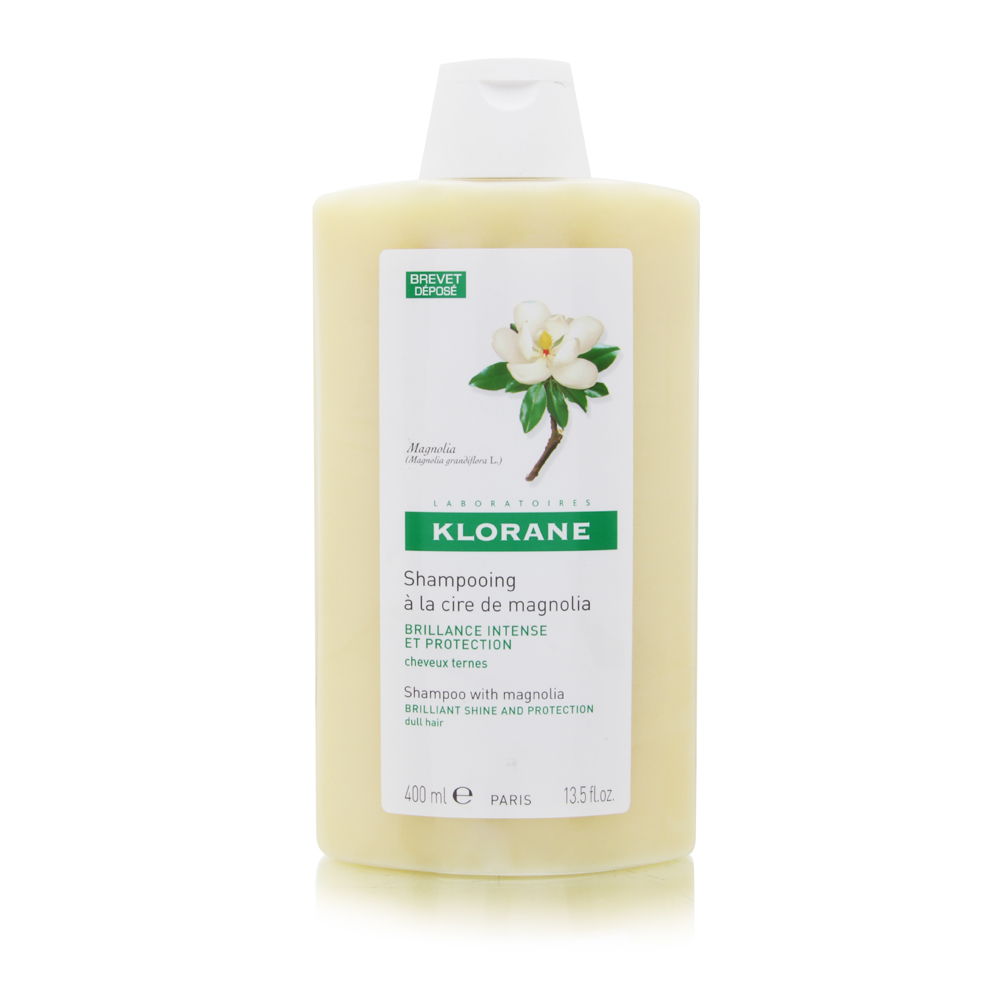 BREVET
DÉPOSÉ
Magnolia
(Magnolia grandiflora L.)
LABORATOIRES
KLORANE
Shampooing
à la cire de magnolia
BRILLANCE INTENSE
ET PROTECTION
cheveux ternes
Shampoo with magnolia
BRILLIANT SHINE AND PROTECTION
dull hair
400 ml ℮ PARIS 13.5 fl.oz.